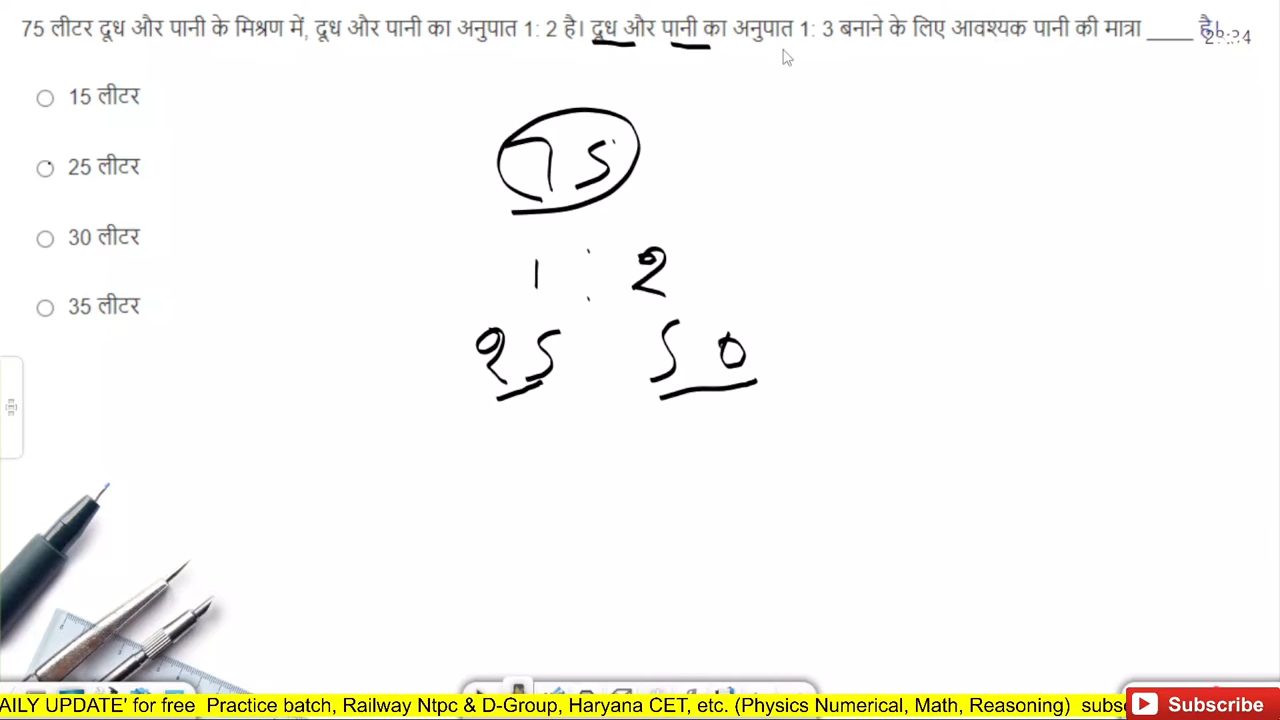 75 लीटर दूध और पानी के मिश्रण में, दूध और पानी का अनुपात 1: 2 है। दूध और पानी का अनुपात 1: 3 बनाने के लिए आवश्यक पानी की मात्रा ____ है।
15 लीटर
25 लीटर
30 लीटर
35 लीटर
75
1 : 2
25 50
AILY UPDATE' for free Practice batch, Railway Ntpc & D-Group, Haryana CET, etc. (Physics Numerical, Math, Reasoning) subs
Subscribe